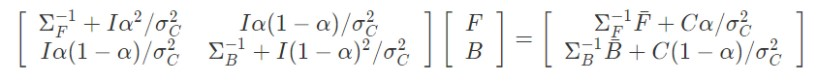 [ Σ_F^{-1} + Iα²/σ_C²  Iα(1 − α)/σ_C² ; Iα(1 − α)/σ_C²  Σ_B^{-1} + I(1 − α)²/σ_C² ] [ F ; B ] = [ Σ_F^{-1}F̄ + Cα/σ_C² ; Σ_B^{-1}B̄ + C(1 − α)/σ_C² ]